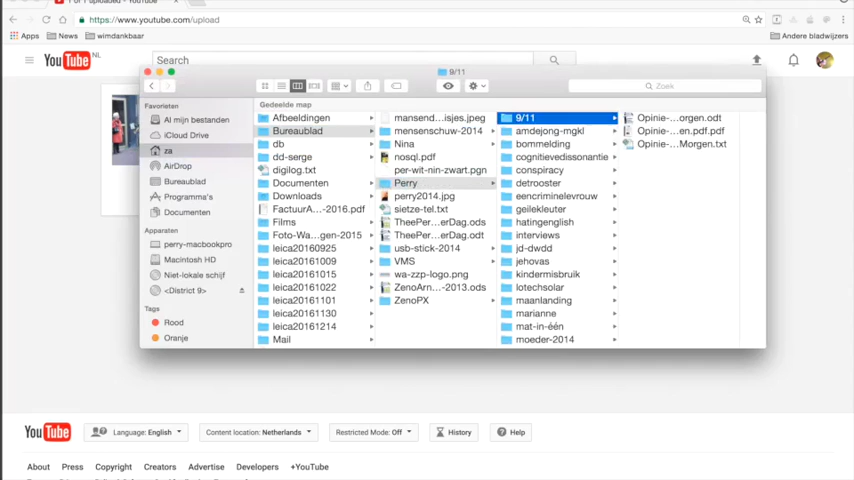 1 of 1 uploaded - YouTube
https://www.youtube.com/upload
Apps
News
wimdankbaar
Andere bladwijzers
YouTube NL
Search
9/11
Zoek
Gedeelde map
Favorieten
Al mijn bestanden
iCloud Drive
za
AirDrop
Bureaublad
Programma's
Documenten
Apparaten
perry-macbookpro
Macintosh HD
Niet-lokale schijf
<District 9>
Tags
Rood
Oranje
Afbeeldingen
Bureaublad
db
dd-serge
digilog.txt
Documenten
Downloads
FactuurA...-2016.pdf
Films
Foto-Wa...gen-2015
leica20160925
leica20161009
leica20161015
leica20161022
leica20161101
leica20161130
leica20161214
Mail
mansend...isjes.jpeg
mensenschuw-2014
Nina
nosql.pdf
per-wit-nin-zwart.pgn
Perry
perry2014.jpg
sietze-tel.txt
TheePer...erDag.ods
TheePer...erDag.odt
usb-stick-2014
VMS
wa-zzp-logo.png
ZenoArn...-2013.ods
ZenoPX
9/11
amdejong-mgkl
bommelding
cognitievedissonantie
conspiracy
detrooster
eencriminelevrouw
geilekleuter
hatingenglish
interviews
jd-dwdd
jehovas
kindermisbruik
lotechsolar
maanlanding
marianne
mat-in-één
moeder-2014
Opinie-...orgen.odt
Opinie-...en.pdf.pdf
Opinie-...Morgen.txt
YouTube
Language: English
Content location: Netherlands
Restricted Mode: Off
History
Help
About
Press
Copyright
Creators
Advertise
Developers
+YouTube